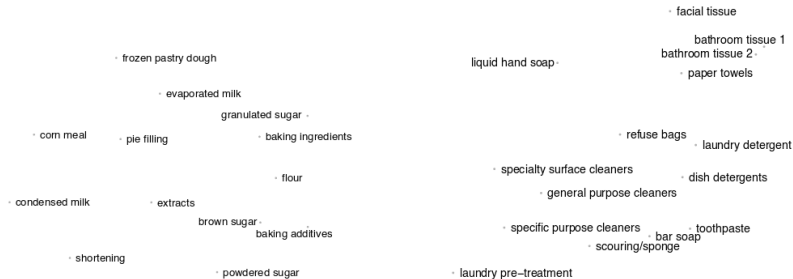 facial tissue
bathroom tissue 1
bathroom tissue 2
liquid hand soap
frozen pastry dough
paper towels
evaporated milk
granulated sugar
corn meal
pie filling
baking ingredients
refuse bags
laundry detergent
specialty surface cleaners
flour
dish detergents
general purpose cleaners
condensed milk
extracts
brown sugar
baking additives
specific purpose cleaners
toothpaste
bar soap
scouring/sponge
shortening
powdered sugar
laundry pre−treatment